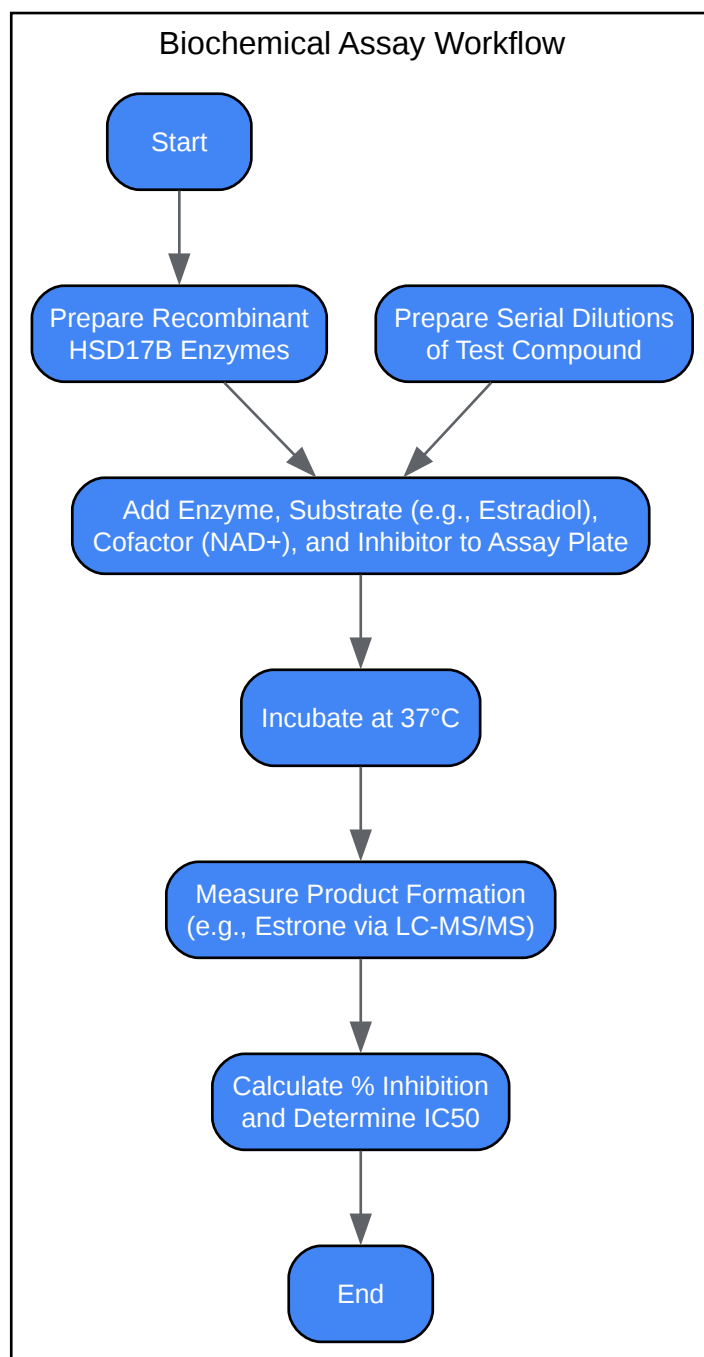 Biochemical Assay Workflow
Start
Prepare Recombinant
HSD17B Enzymes
Prepare Serial Dilutions
of Test Compound
Add Enzyme, Substrate (e.g., Estradiol),
Cofactor (NAD+), and Inhibitor to Assay Plate
Incubate at 37°C
Measure Product Formation
(e.g., Estrone via LC-MS/MS)
Calculate % Inhibition
and Determine IC50
End